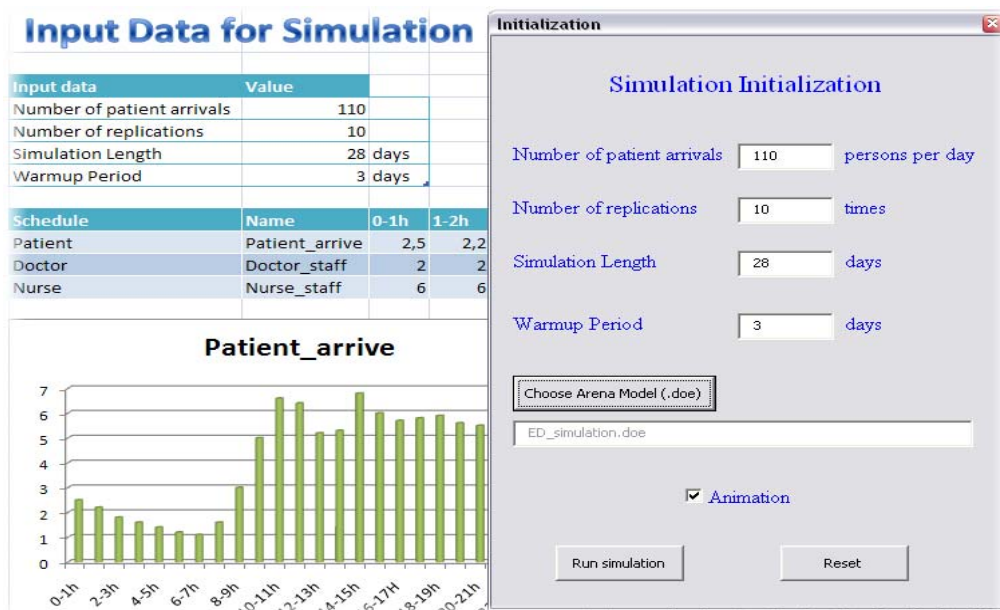 Input Data for Simulation
Input data Value
Number of patient arrivals 110
Number of replications 10
Simulation Length 28 days
Warmup Period 3 days
Schedule Name 0-1h 1-2h
Patient Patient_arrive 2,5 2,2
Doctor Doctor_staff 2 2
Nurse Nurse_staff 6 6
Patient_arrive
7
6
5
4
3
2
1
0
0-1h 2-3h 4-5h 6-7h 8-9h 10-11h 12-13h 14-15h 16-17H 18-19h 20-21h
Initialization
Simulation Initialization
Number of patient arrivals 110 persons per day
Number of replications 10 times
Simulation Length 28 days
Warmup Period 3 days
Choose Arena Model (.doe)
ED_simulation.doe
Animation
Run simulation Reset